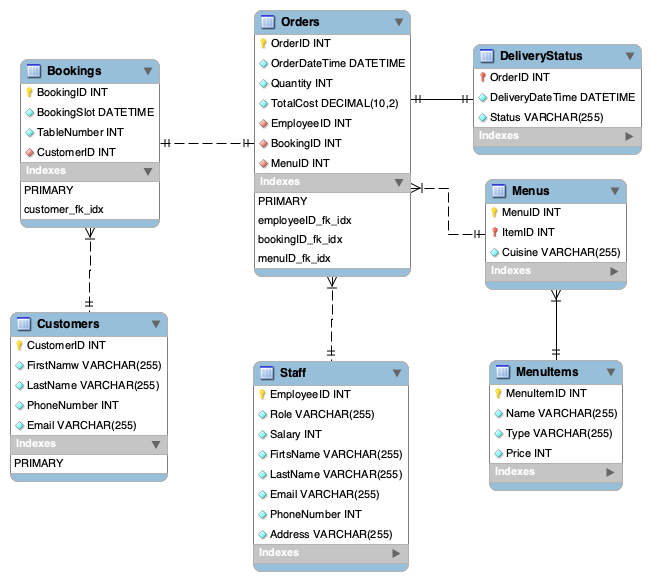 Orders
OrderID INT
OrderDateTime DATETIME
Quantity INT
TotalCost DECIMAL(10,2)
EmployeeID INT
BookingID INT
MenuID INT
Indexes
PRIMARY
employeeID_fk_idx
bookingID_fk_idx
menuID_fk_idx
Bookings
BookingID INT
BookingSlot DATETIME
TableNumber INT
CustomerID INT
Indexes
PRIMARY
customer_fk_idx
DeliveryStatus
OrderID INT
DeliveryDateTime DATETIME
Status VARCHAR(255)
Indexes
Menus
MenuID INT
ItemID INT
Cuisine VARCHAR(255)
Indexes
Customers
CustomerID INT
FirstNamw VARCHAR(255)
LastName VARCHAR(255)
PhoneNumber INT
Email VARCHAR(255)
Indexes
PRIMARY
Staff
EmployeeID INT
Role VARCHAR(255)
Salary INT
FirtsName VARCHAR(255)
LastName VARCHAR(255)
Email VARCHAR(255)
PhoneNumber INT
Address VARCHAR(255)
Indexes
MenuItems
MenuItemID INT
Name VARCHAR(255)
Type VARCHAR(255)
Price INT
Indexes